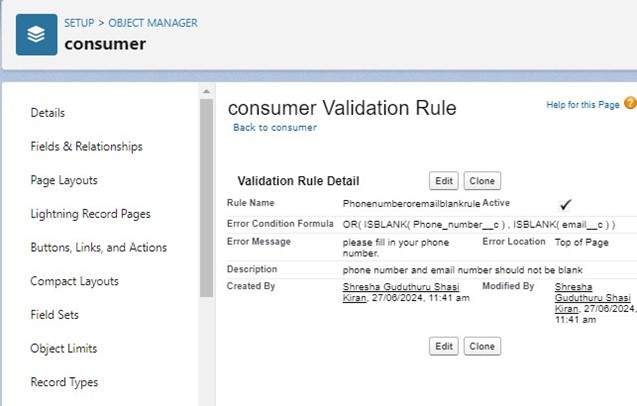 SETUP > OBJECT MANAGER
consumer
Details
Fields & Relationships
Page Layouts
Lightning Record Pages
Buttons, Links, and Actions
Compact Layouts
Field Sets
Object Limits
Record Types
consumer Validation Rule
Help for this Page ?
Back to consumer
Validation Rule Detail
Edit Clone
Rule Name Phonenumberoremailblankrule Active ✓
Error Condition Formula OR( ISBLANK( Phone_number__c ) , ISBLANK( email__c ) )
Error Message please fill in your phone number. Error Location Top of Page
Description phone number and email number should not be blank
Created By Shresha Guduthuru Shasi Kiran, 27/06/2024, 11:41 am Modified By Shresha Guduthuru Shasi Kiran, 27/06/2024, 11:41 am
Edit Clone